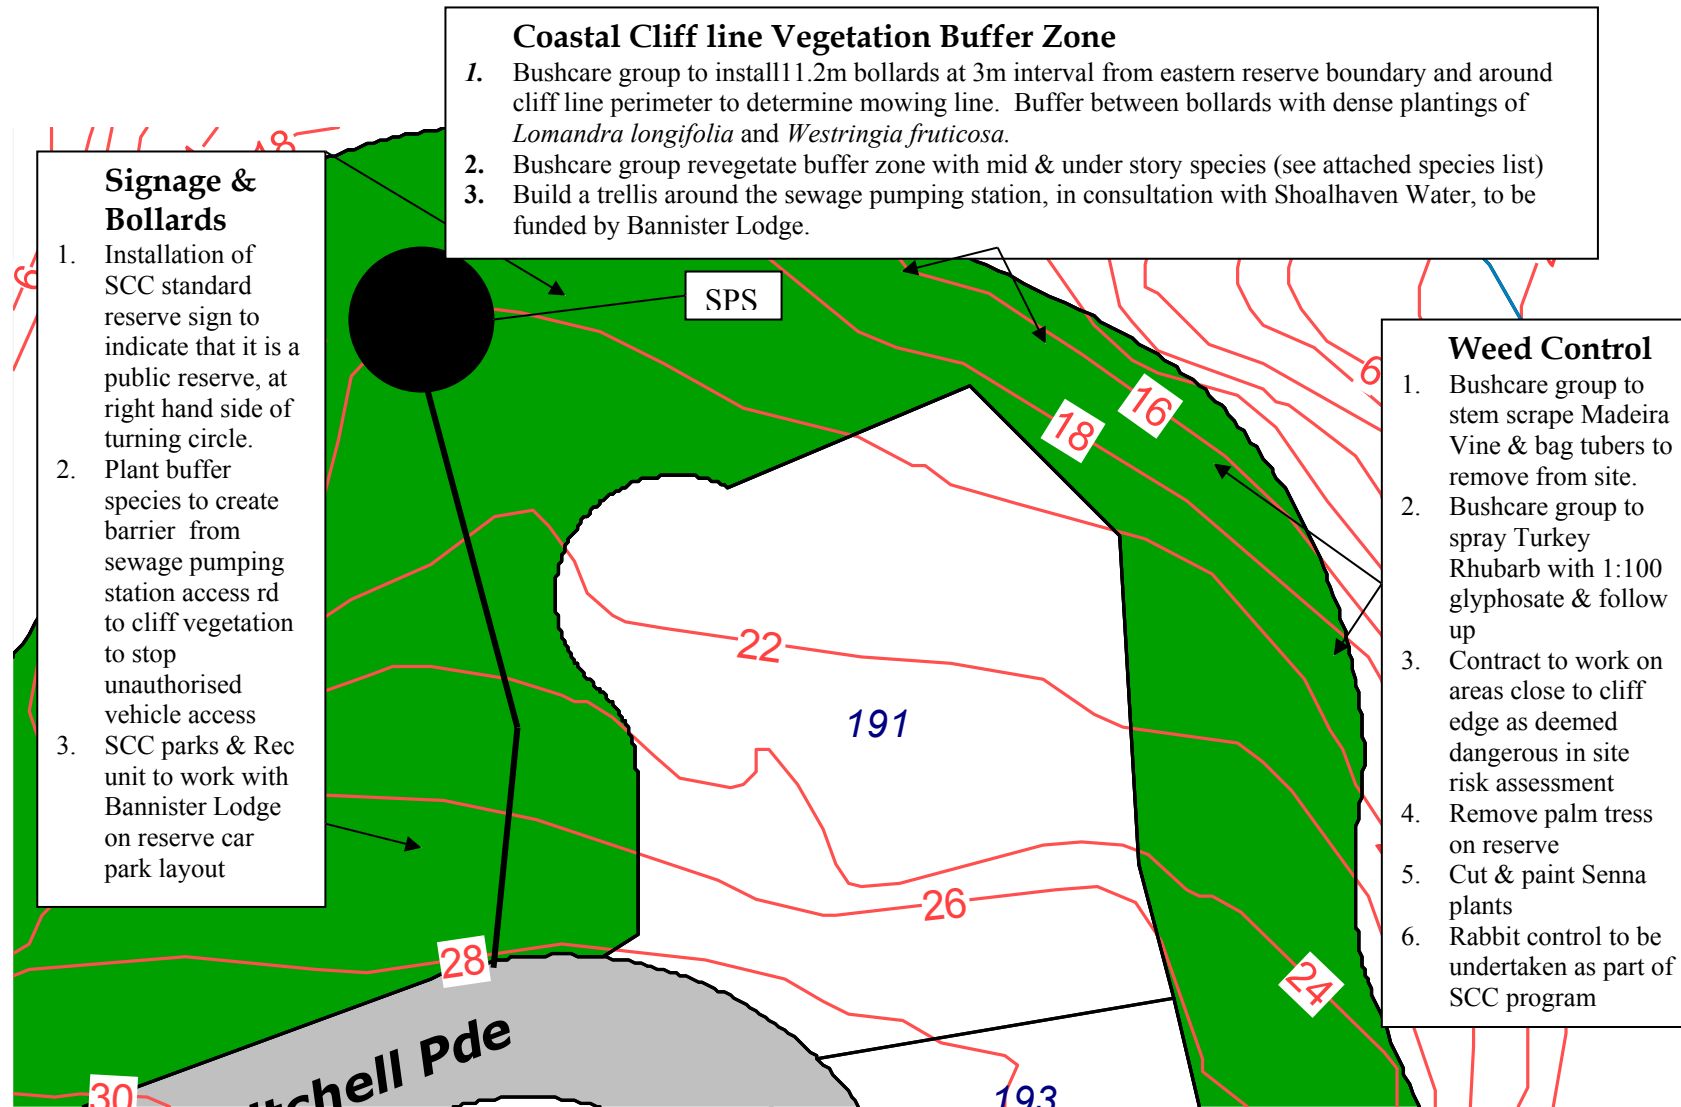 Coastal Cliff line Vegetation Buffer Zone
1. Bushcare group to install11.2m bollards at 3m interval from eastern reserve boundary and around
cliff line perimeter to determine mowing line. Buffer between bollards with dense plantings of
Lomandra longifolia and Westringia fruticosa.
2. Bushcare group revegetate buffer zone with mid & under story species (see attached species list)
3. Build a trellis around the sewage pumping station, in consultation with Shoalhaven Water, to be
funded by Bannister Lodge.
Signage &
Bollards
1. Installation of
SCC standard
reserve sign to
indicate that it is a
public reserve, at
right hand side of
turning circle.
2. Plant buffer
species to create
barrier from
sewage pumping
station access rd
to cliff vegetation
to stop
unauthorised
vehicle access
3. SCC parks & Rec
unit to work with
Bannister Lodge
on reserve car
park layout
SPS
Weed Control
1. Bushcare group to
stem scrape Madeira
Vine & bag tubers to
remove from site.
2. Bushcare group to
spray Turkey
Rhubarb with 1:100
glyphosate & follow
up
3. Contract to work on
areas close to cliff
edge as deemed
dangerous in site
risk assessment
4. Remove palm tress
on reserve
5. Cut & paint Senna
plants
6. Rabbit control to be
undertaken as part of
SCC program
18
6
6
16
18
22
191
26
28
24
30
itchell Pde
193